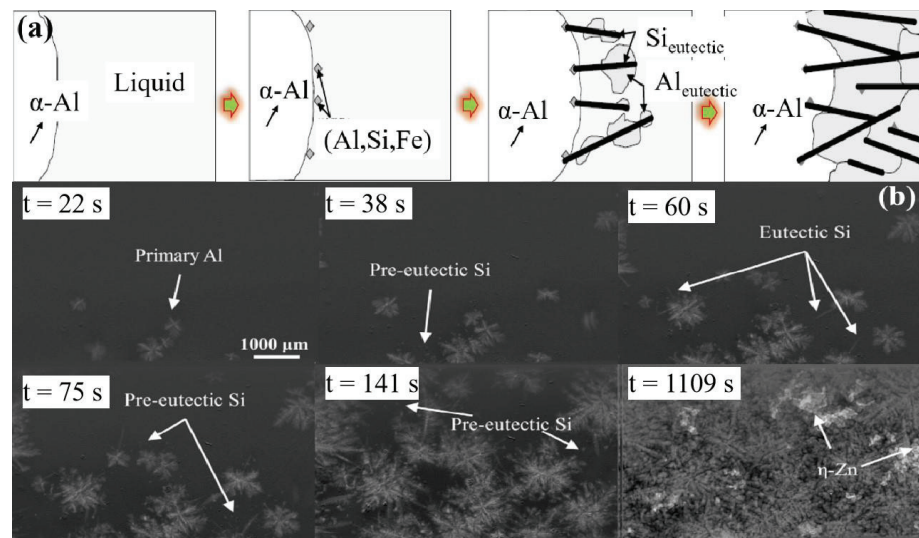 (a)
α-Al
Liquid
α-Al
(Al,Si,Fe)
α-Al
Si eutectic
Al eutectic
α-Al
(b)
t = 22 s
Primary Al
1000 μm
t = 38 s
Pre-eutectic Si
t = 60 s
Eutectic Si
t = 75 s
Pre-eutectic Si
t = 141 s
Pre-eutectic Si
t = 1109 s
η-Zn